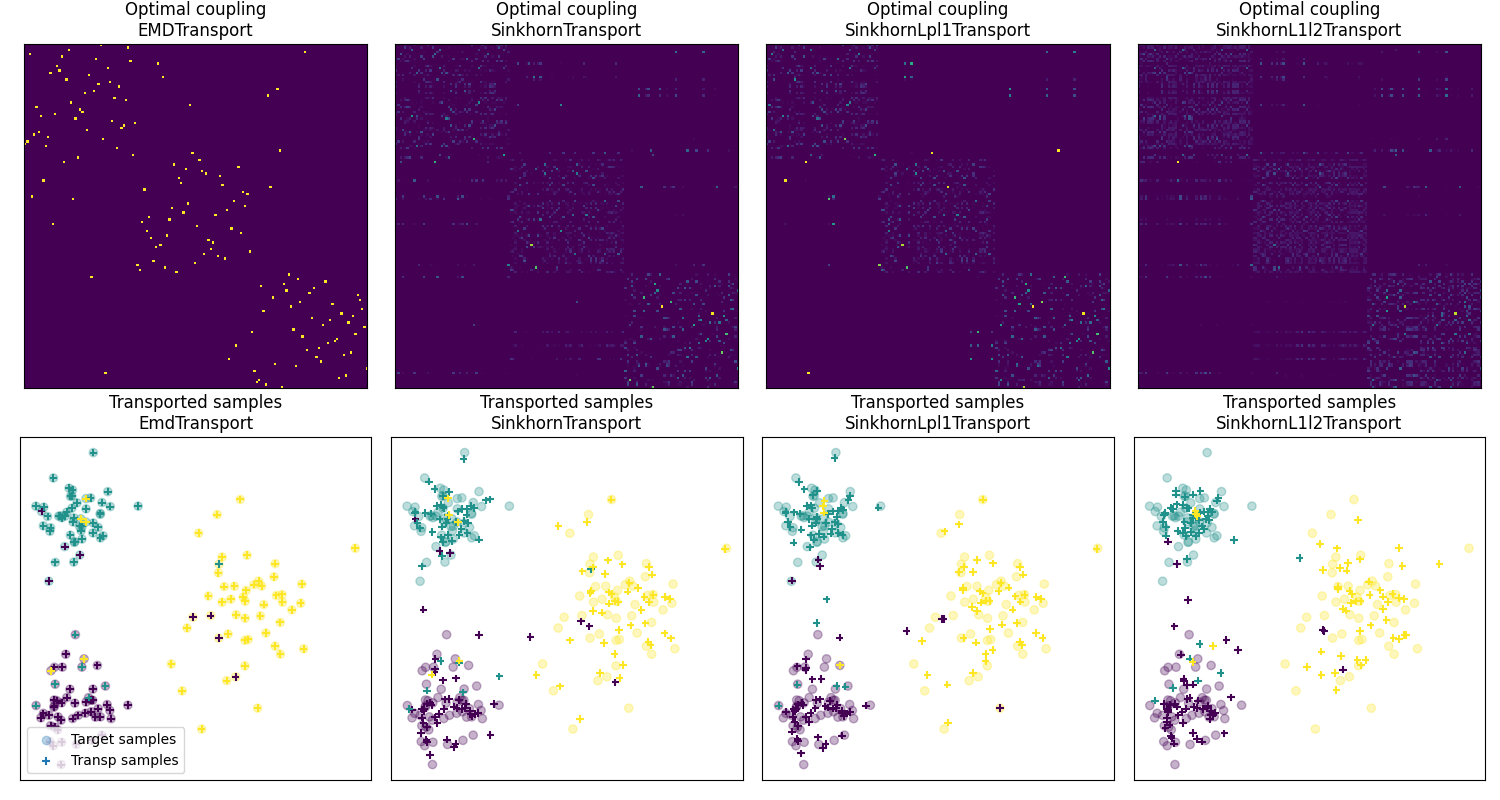 Optimal coupling
EMDTransport
Optimal coupling
SinkhornTransport
Optimal coupling
SinkhornLpl1Transport
Optimal coupling
SinkhornL1l2Transport
Transported samples
EmdTransport
Transported samples
SinkhornTransport
Transported samples
SinkhornLpl1Transport
Transported samples
SinkhornL1l2Transport
Target samples
Transp samples